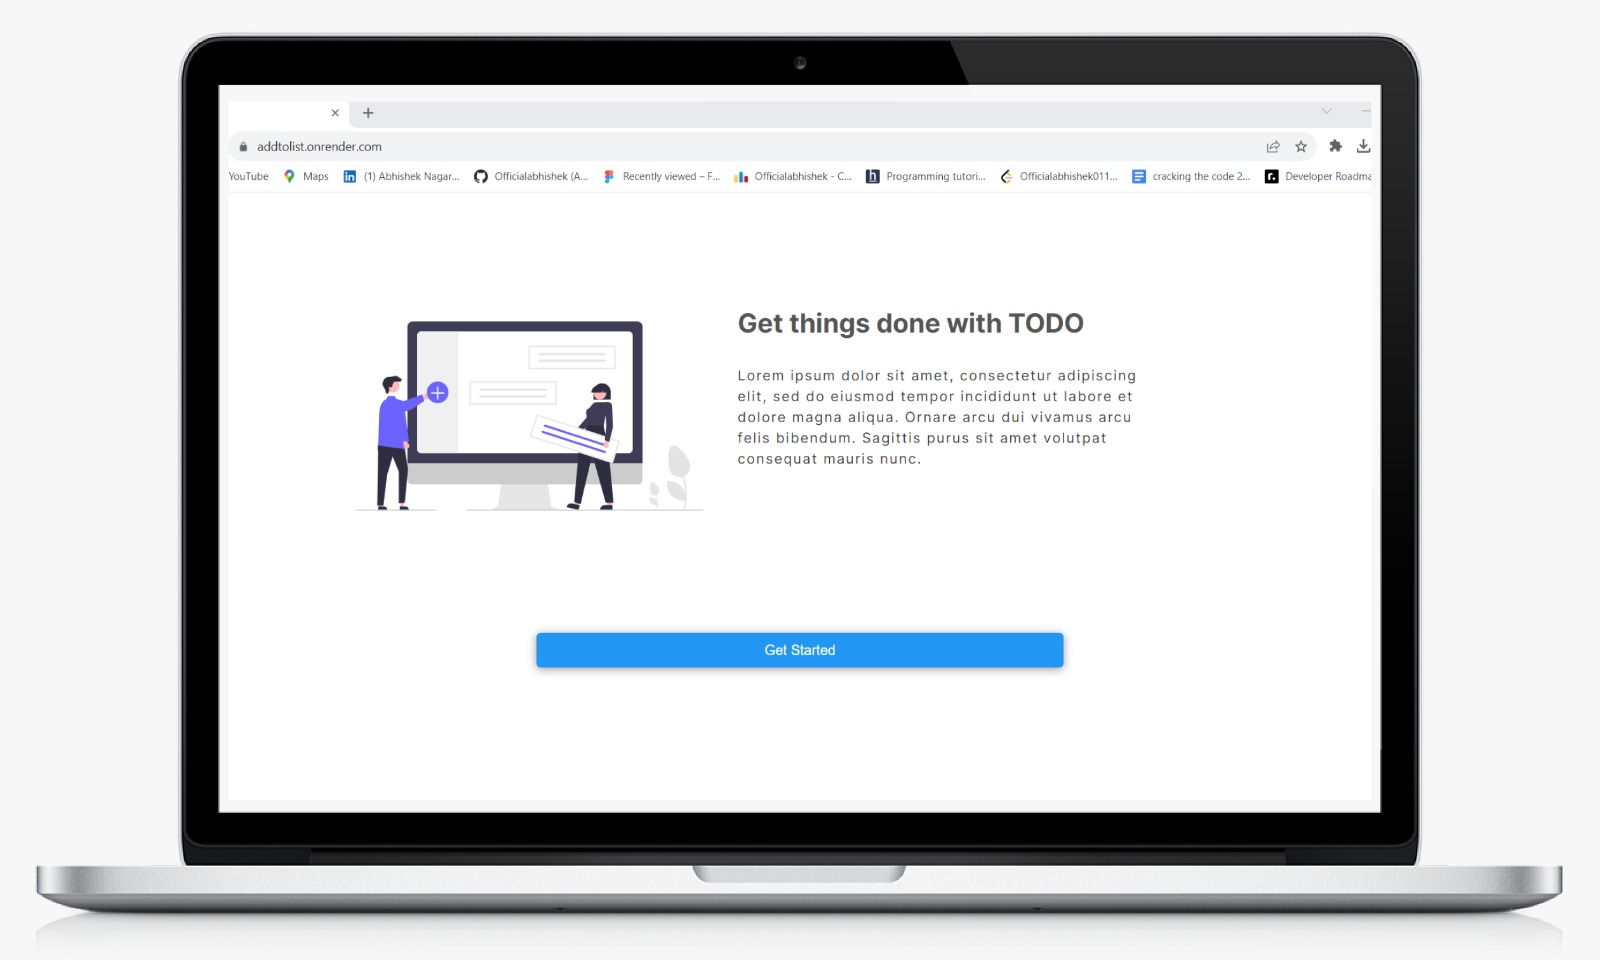 addtolist.onrender.com
YouTube Maps (1) Abhishek Nagar... Officialabhishek (A... Recently viewed – F... Officialabhishek - C... Programming tutori... Officialabhishek011... cracking the code 2... Developer Roadma
Get things done with TODO
Lorem ipsum dolor sit amet, consectetur adipiscing
elit, sed do eiusmod tempor incididunt ut labore et
dolore magna aliqua. Ornare arcu dui vivamus arcu
felis bibendum. Sagittis purus sit amet volutpat
consequat mauris nunc.
Get Started